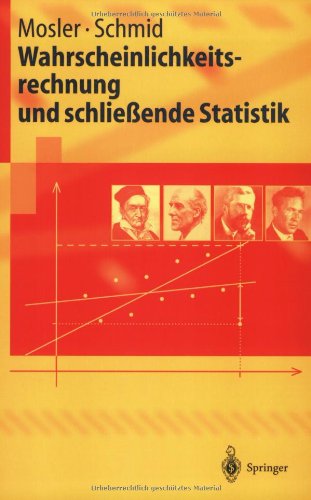 Urheberrechtlich geschütztes Material
Mosler · Schmid
Wahrscheinlichkeits-
rechnung
und schließende Statistik
Springer
Urheberrechtlich geschütztes Material